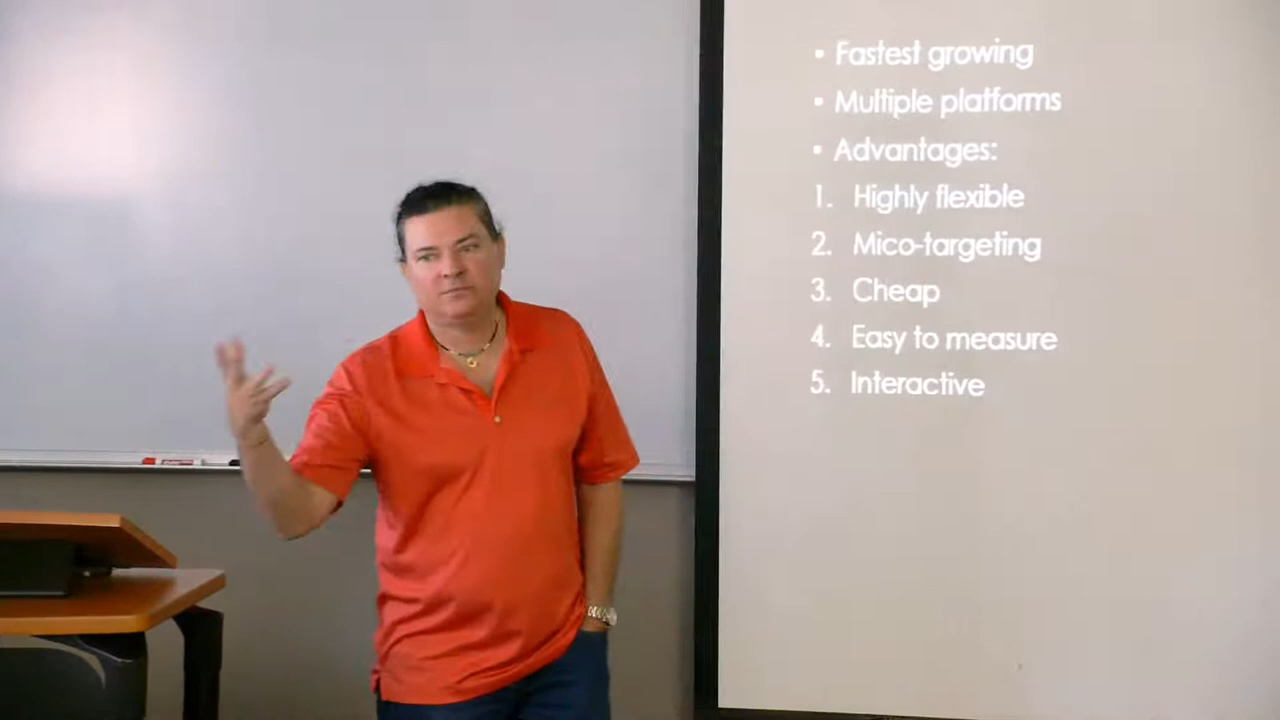 • Fastest growing
• Multiple platforms
• Advantages:
1. Highly flexible
2. Mico-targeting
3. Cheap
4. Easy to measure
5. Interactive